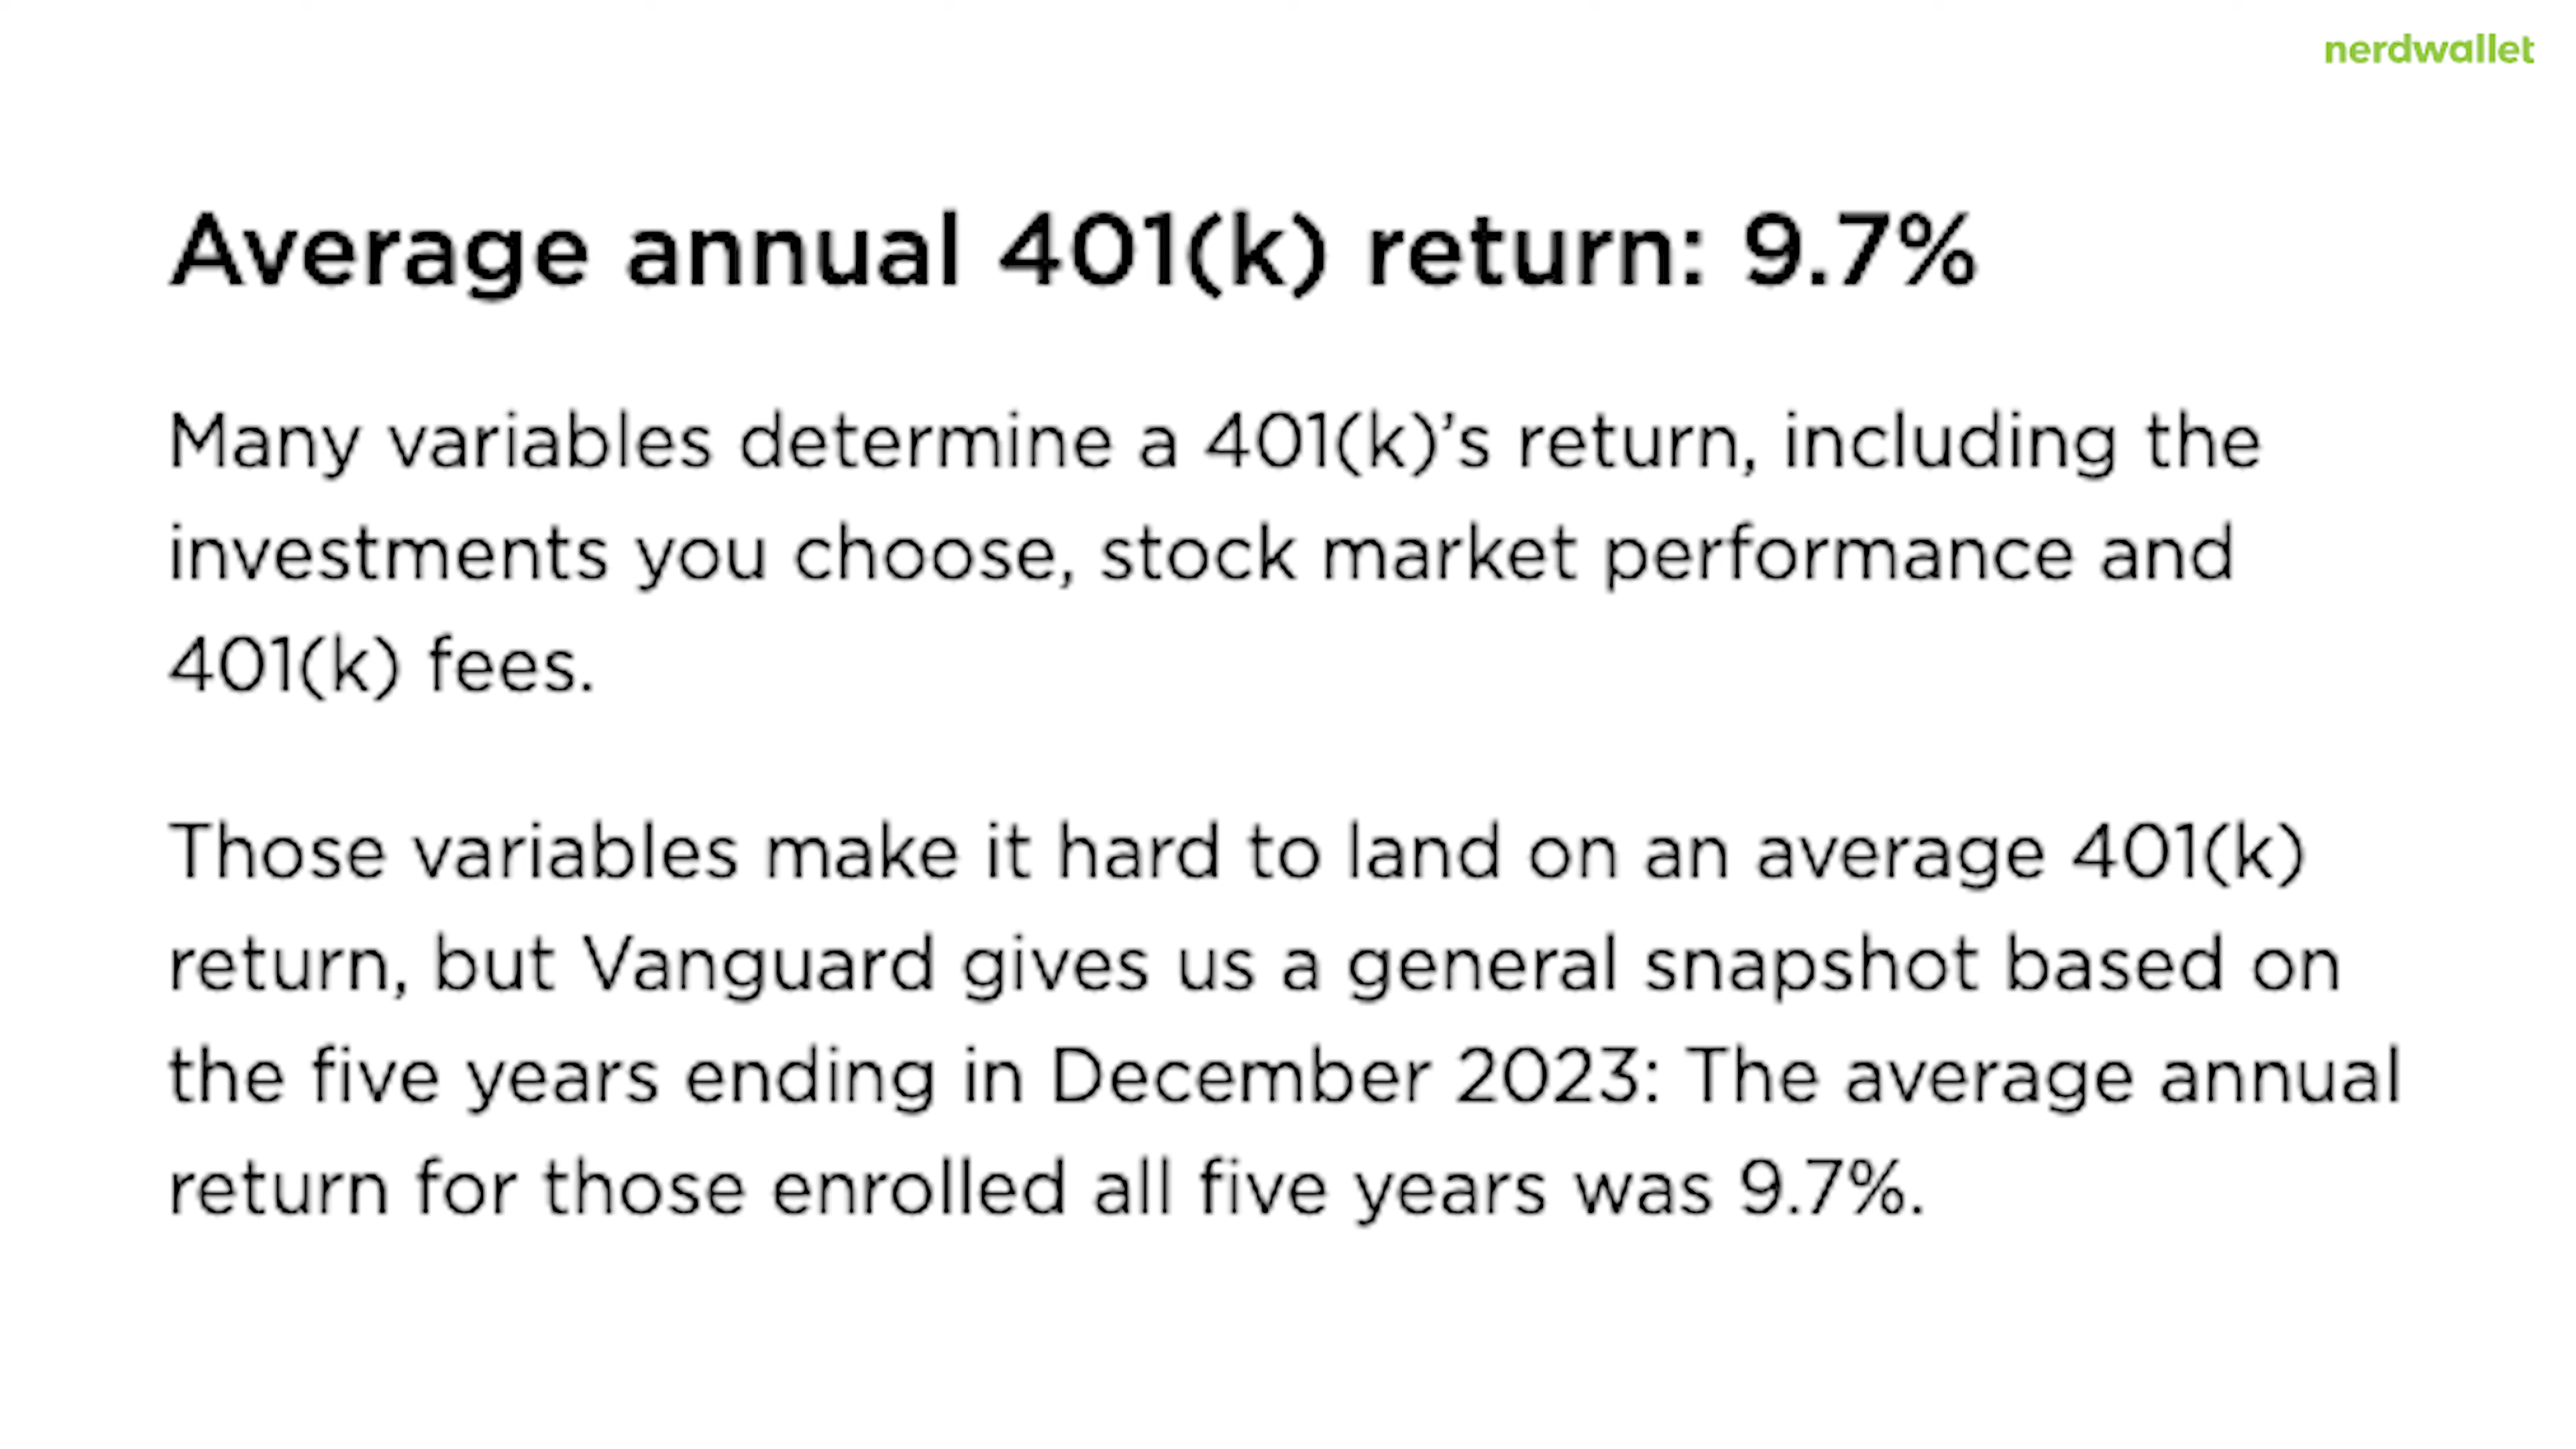 nerdwallet
Average annual 401(k) return: 9.7%
Many variables determine a 401(k)’s return, including the
investments you choose, stock market performance and
401(k) fees.
Those variables make it hard to land on an average 401(k)
return, but Vanguard gives us a general snapshot based on
the five years ending in December 2023: The average annual
return for those enrolled all five years was 9.7%.